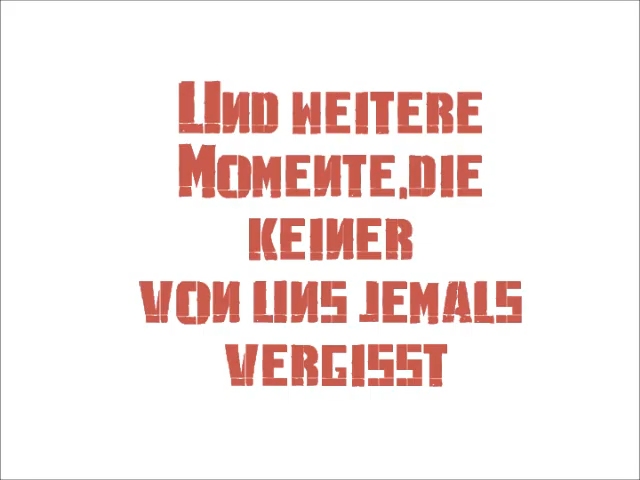 Und weitere
Momente,die
keiner
von uns jemals
vergisst